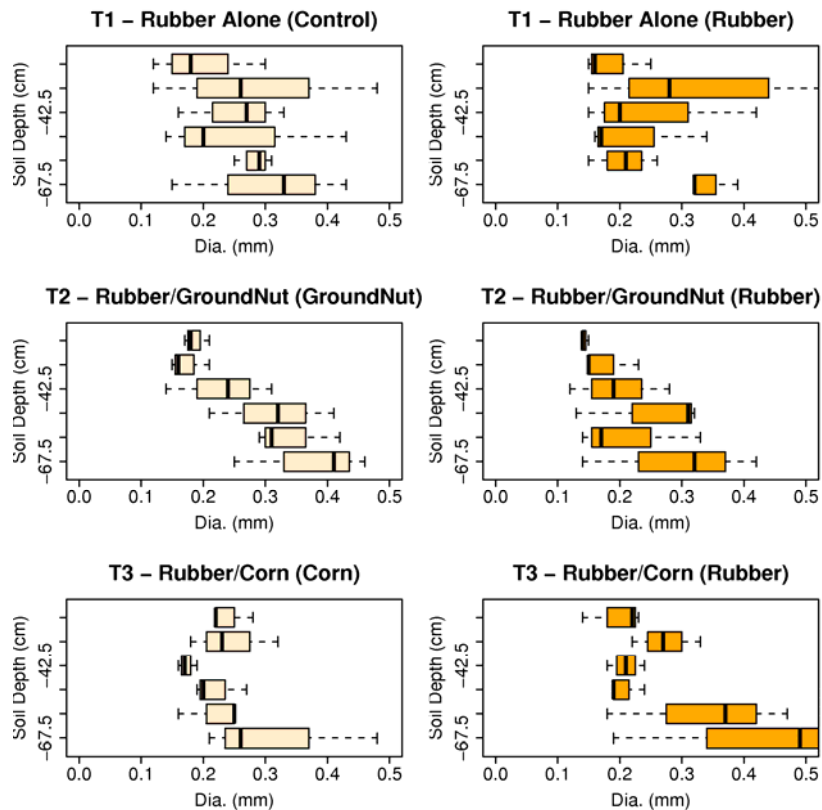 T1 – Rubber Alone (Control)
Soil Depth (cm)
−42.5
−67.5
0.0 0.1 0.2 0.3 0.4 0.5
Dia. (mm)
T1 – Rubber Alone (Rubber)
Soil Depth (cm)
−42.5
−67.5
0.0 0.1 0.2 0.3 0.4 0.5
Dia. (mm)
T2 – Rubber/GroundNut (GroundNut)
Soil Depth (cm)
−42.5
−67.5
0.0 0.1 0.2 0.3 0.4 0.5
Dia. (mm)
T2 – Rubber/GroundNut (Rubber)
Soil Depth (cm)
−42.5
−67.5
0.0 0.1 0.2 0.3 0.4 0.5
Dia. (mm)
T3 – Rubber/Corn (Corn)
Soil Depth (cm)
−42.5
−67.5
0.0 0.1 0.2 0.3 0.4 0.5
Dia. (mm)
T3 – Rubber/Corn (Rubber)
Soil Depth (cm)
−42.5
−67.5
0.0 0.1 0.2 0.3 0.4 0.5
Dia. (mm)